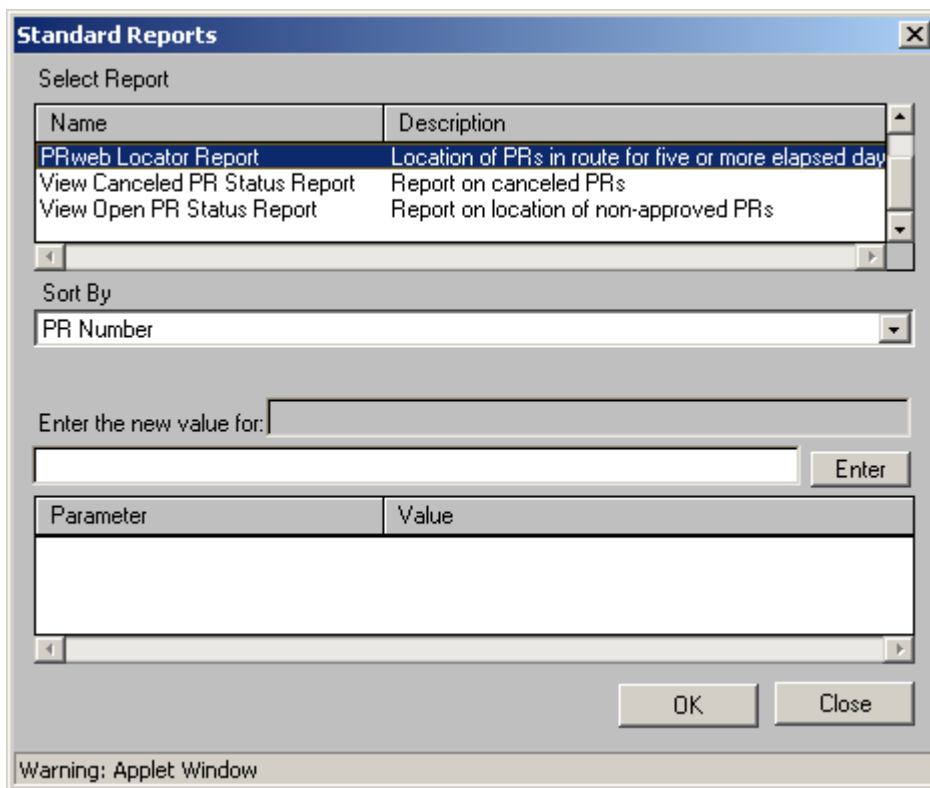 Standard Reports
Select Report
Name Description
PRweb Locator Report Location of PRs in route for five or more elapsed day
View Canceled PR Status Report Report on canceled PRs
View Open PR Status Report Report on location of non-approved PRs
Sort By
PR Number
Enter the new value for:
Enter
Parameter Value
OK Close
Warning: Applet Window